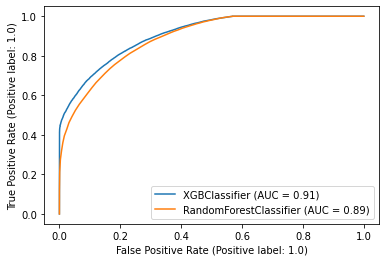 True Positive Rate (Positive label: 1.0)
1.0
0.8
0.6
0.4
0.2
0.0
XGBClassifier (AUC = 0.91)
RandomForestClassifier (AUC = 0.89)
0.0 0.2 0.4 0.6 0.8 1.0
False Positive Rate (Positive label: 1.0)